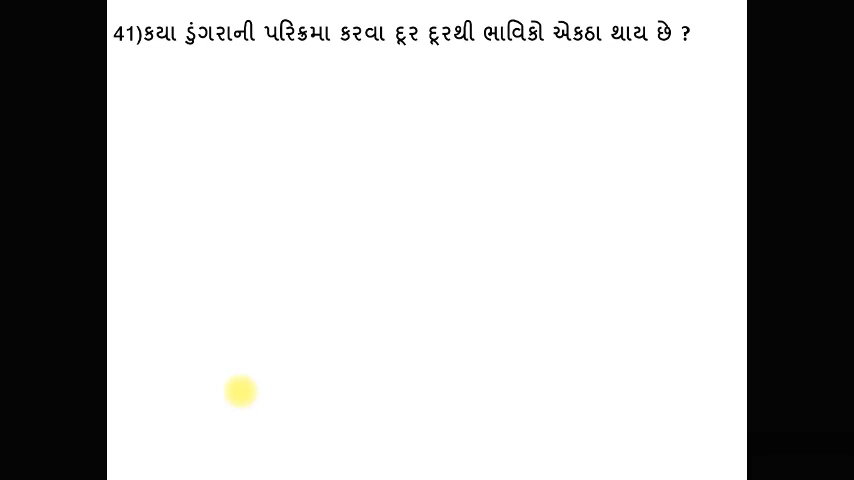 41)કયા ડુંગરાની પરિક્રમા કરવા દૂર દૂરથી ભાવિકો એકઠા થાય છે ?